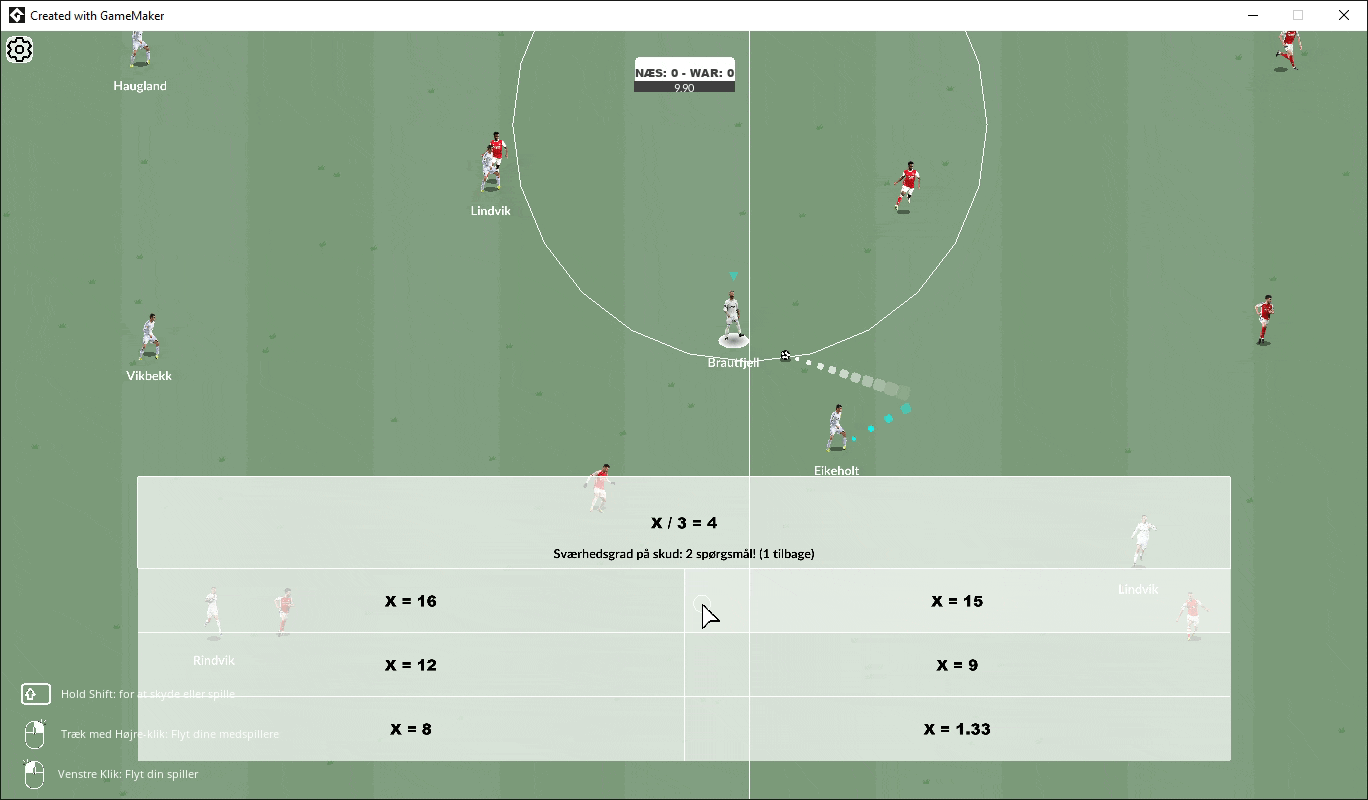 Created with GameMaker
NÆS: 0 - WAR: 0
9.90
Haugland
Lindvik
Brautfjell
Vikbekk
Eikeholt
X / 3 = 4
Sværhedsgrad på skud: 2 spørgsmål! (1 tilbage)
Lindvik
X = 16
X = 15
Rindvik
X = 12
X = 9
Hold Shift: for at skyde eller spille
X = 8
X = 1.33
Træk med Højre-klik: Flyt dine medspillere
Venstre Klik: Flyt din spiller